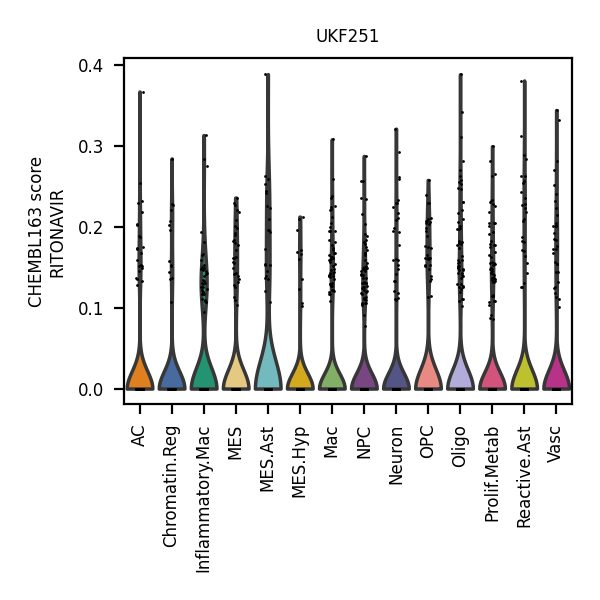 UKF251
CHEMBL163 score
RITONAVIR
0.4
0.3
0.2
0.1
0.0
AC
Chromatin.Reg
Inflammatory.Mac
MES
MES.Ast
MES.Hyp
Mac
NPC
Neuron
OPC
Oligo
Prolif.Metab
Reactive.Ast
Vasc